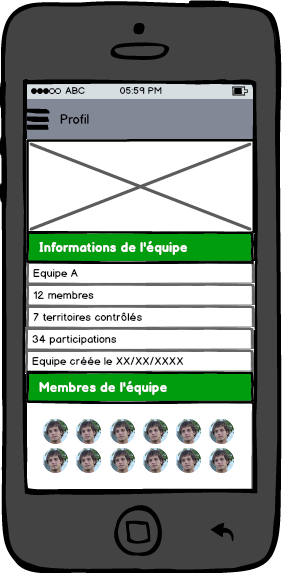 ABC 05:59 PM
Profil
Informations de l'équipe
Equipe A
12 membres
7 territoires contrôlés
34 participations
Equipe créée le XX/XX/XXXX
Membres de l'équipe